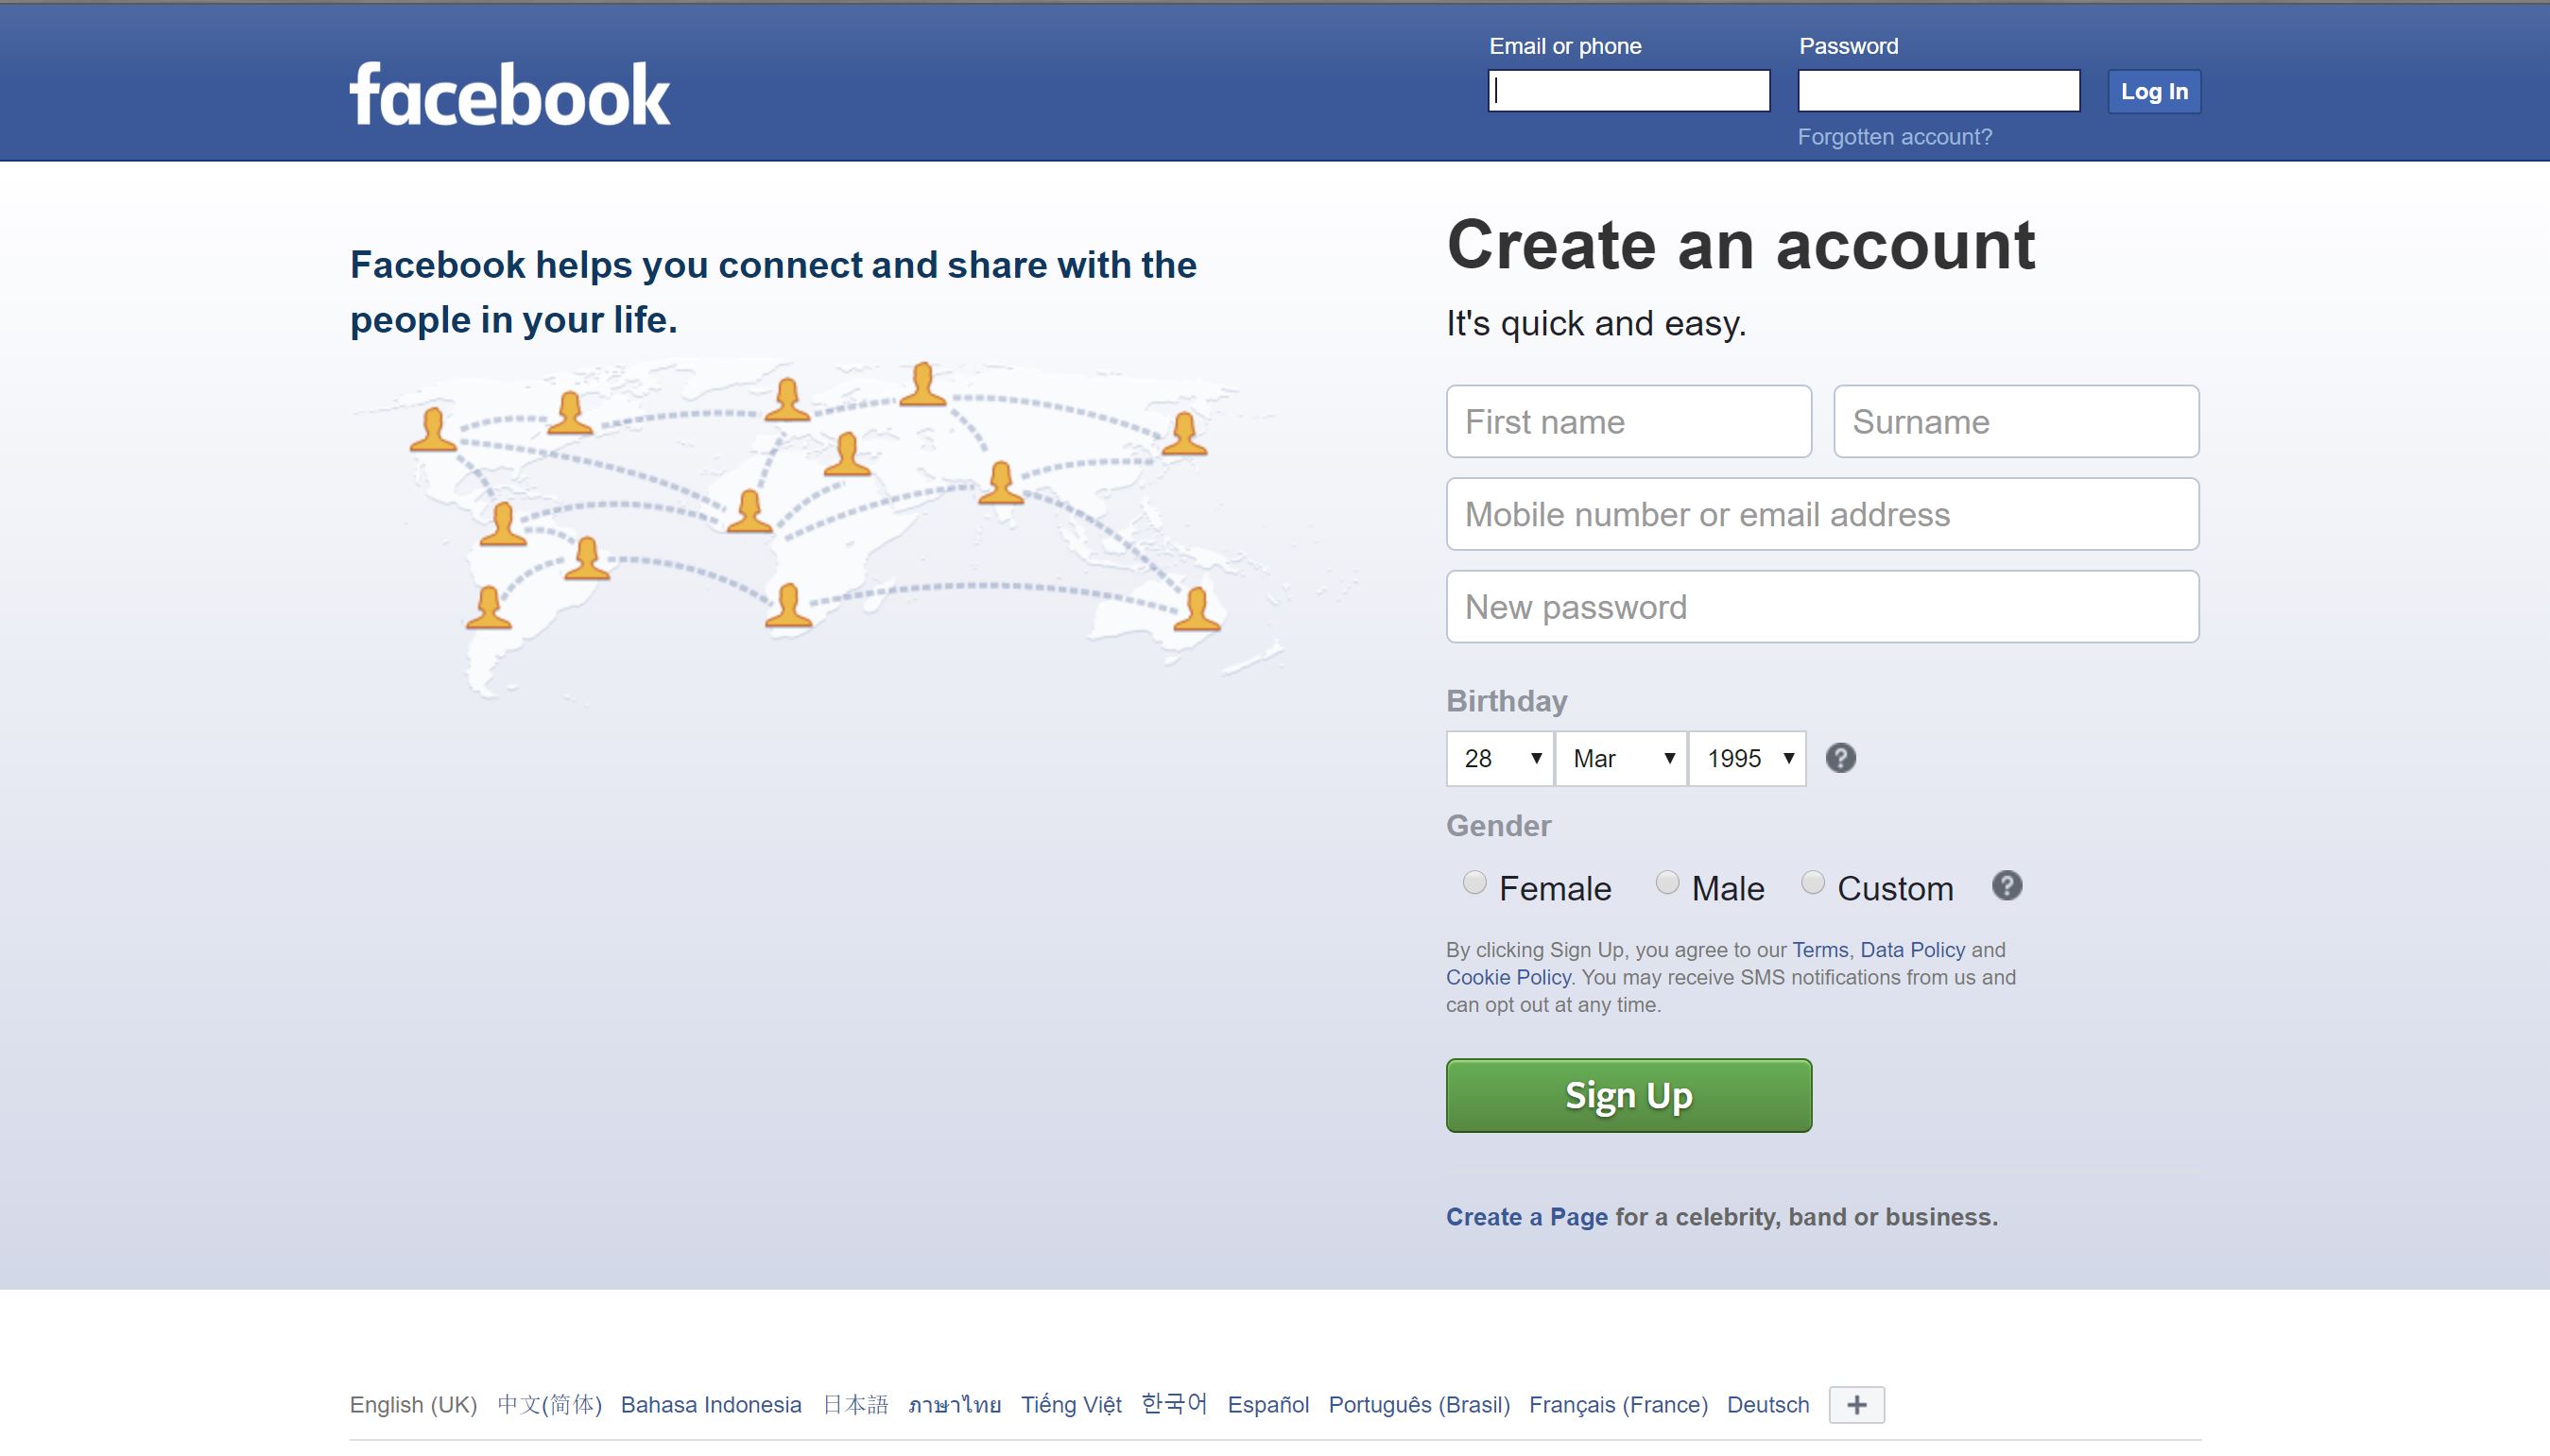 facebook
Email or phone
Password
Log In
Forgotten account?
Facebook helps you connect and share with the
people in your life.
Create an account
It's quick and easy.
First name
Surname
Mobile number or email address
New password
Birthday
28 Mar 1995
Gender
Female Male Custom
By clicking Sign Up, you agree to our Terms, Data Policy and
Cookie Policy. You may receive SMS notifications from us and
can opt out at any time.
Sign Up
Create a Page for a celebrity, band or business.
English (UK) 中文(简体) Bahasa Indonesia 日本語 ภาษาไทย Tiếng Việt 한국어 Español Português (Brasil) Français (France) Deutsch